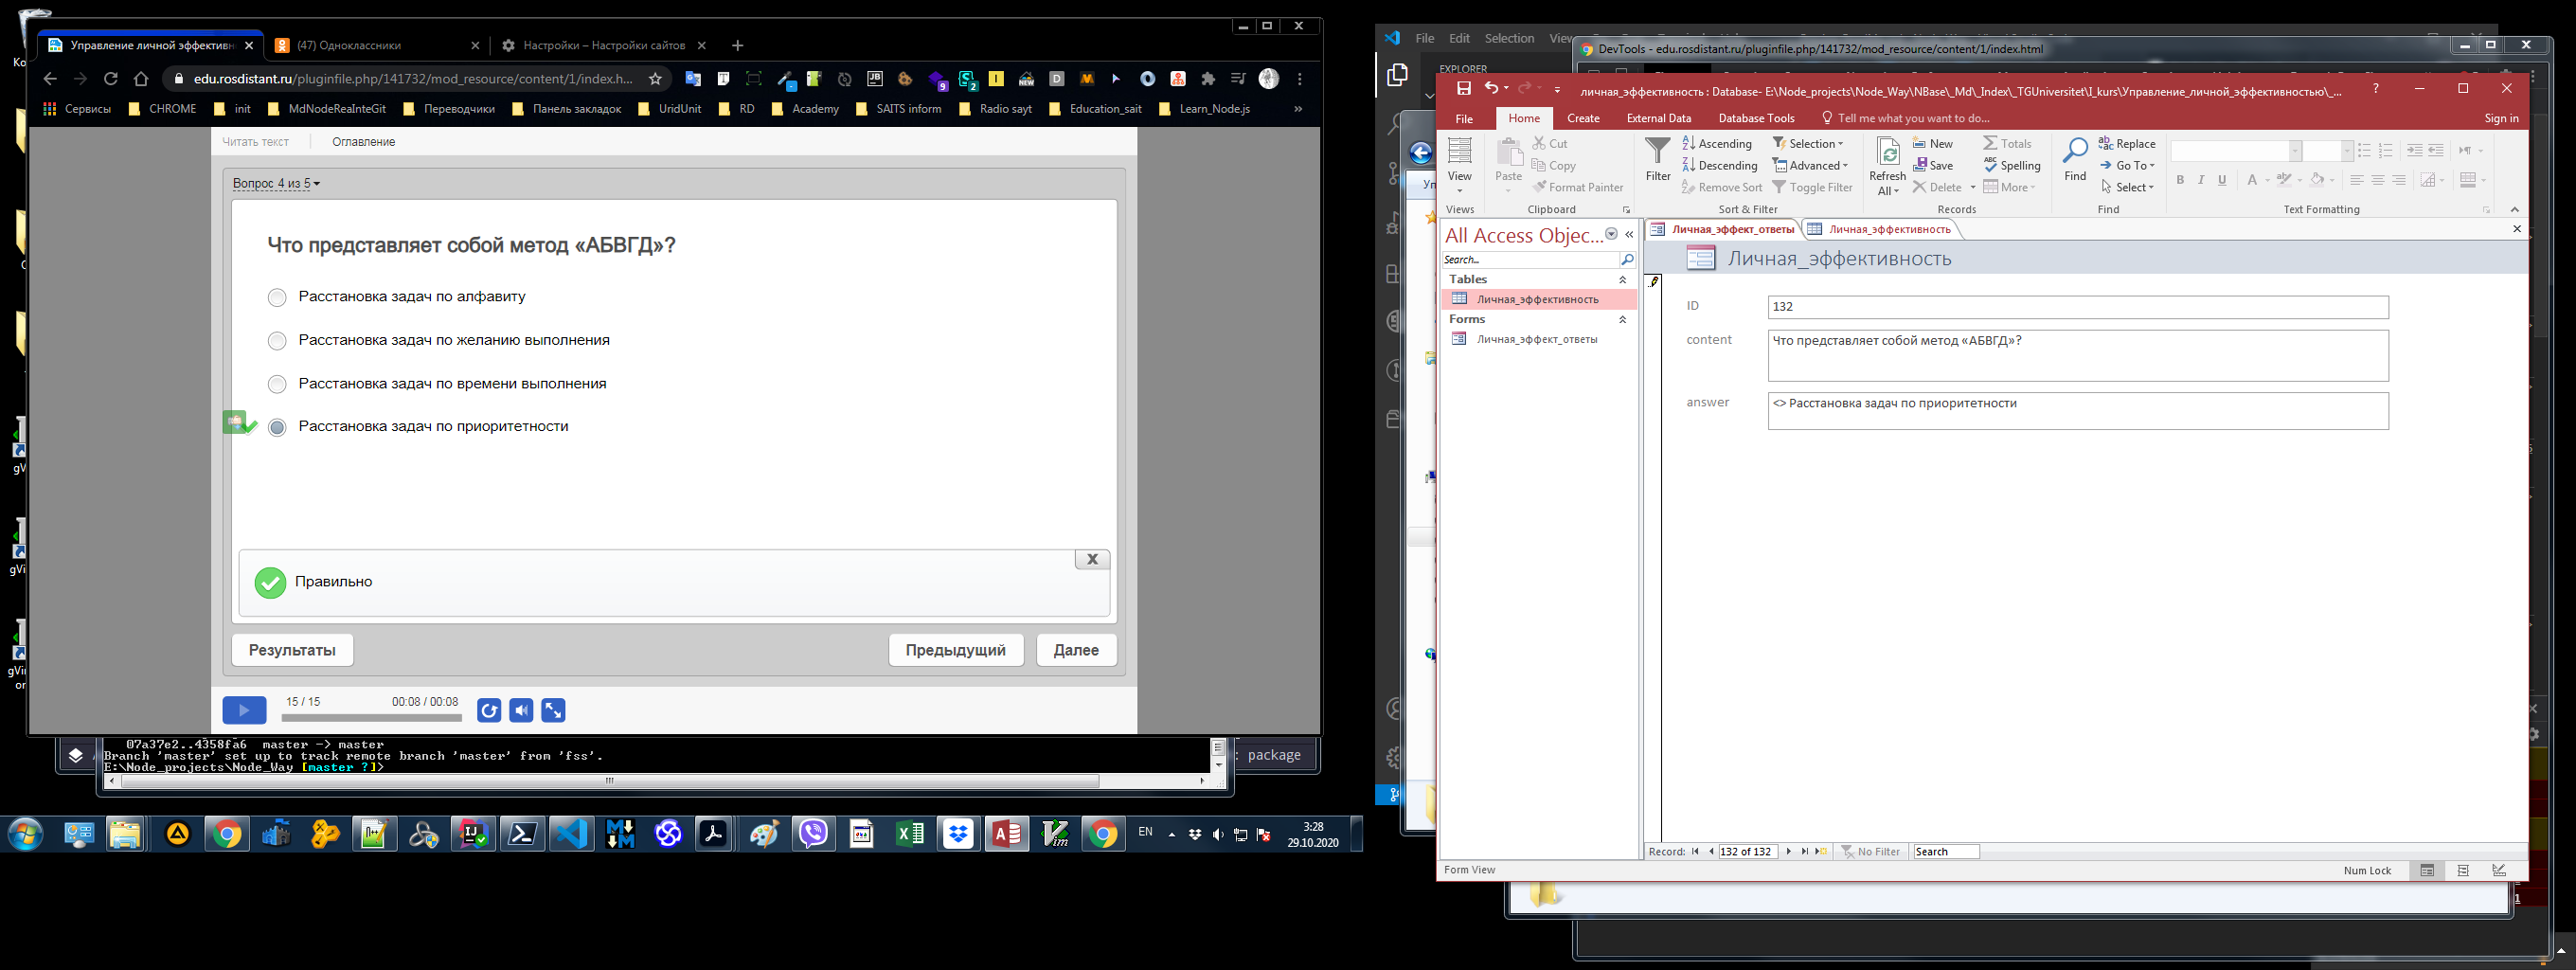 Управление личной эффективн
(47) Одноклассники
Настройки – Настройки сайтов
edu.rosdistant.ru/pluginfile.php/141732/mod_resource/content/1/index.h...
Сервисы CHROME init MdNodeReaInteGit Переводчики Панель закладок UridUnit RD Academy SAITS inform Radio sayt Education_sait Learn_Node.js »
Читать текст Оглавление
Вопрос 4 из 5
Что представляет собой метод «АБВГД»?
Расстановка задач по алфавиту
Расстановка задач по желанию выполнения
Расстановка задач по времени выполнения
Расстановка задач по приоритетности
X
Правильно
Результаты Предыдущий Далее
15 / 15 00:08 / 00:08
07a37e2..4358fa6 master -> master
Branch 'master' set up to track remote branch 'master' from 'fss'.
E:\Node_projects\Node_Way [master ?]>
: package
EN
3:28
29.10.2020
File Edit Selection
EXPLORER
DevTools - edu.rosdistant.ru/pluginfile.php/141732/mod_resource/content/1/index.html
личная_эффективность : Database- E:\Node_projects\Node_Way\NBase\_Md\_Index\_TGUniversitet\I_kurs\Управление_личной_эффективностью\_...
?
File Home Create External Data Database Tools Tell me what you want to do... Sign in
View
Paste
Cut
Copy
Format Painter
Filter
Ascending
Descending
Remove Sort
Selection
Advanced
Toggle Filter
Refresh
All
New
Save
Delete
Totals
Spelling
More
Find
Replace
Go To
Select
B I U A
Views Clipboard Sort & Filter Records Find Text Formatting
All Access Objec...
Search...
Tables
Личная_эффективность
Forms
Личная_эффект_ответы
Личная_эффект_ответы
Личная_эффективность
Личная_эффективность
ID 132
content Что представляет собой метод «АБВГД»?
answer <> Расстановка задач по приоритетности
Record: 132 of 132 No Filter Search
Form View Num Lock